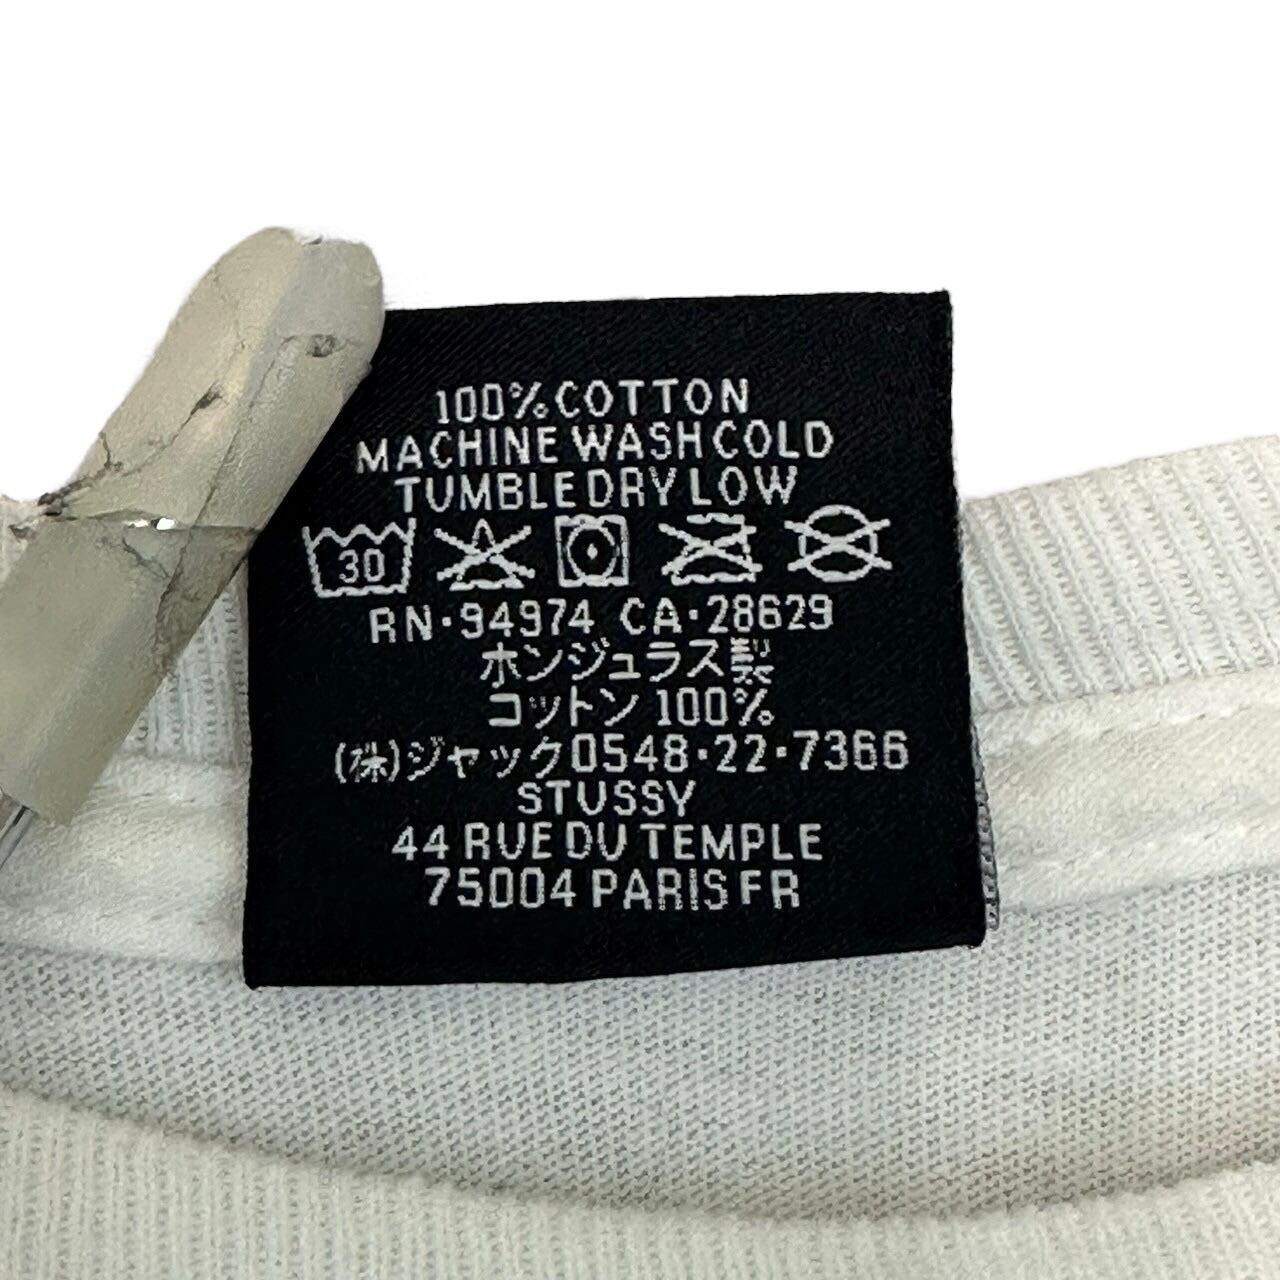 100% COTTON
MACHINE WASH COLD
TUMBLE DRY LOW
30
RN·94974 CA·28629
ホンジュラス製
コットン 100%
(株)ジャック0548·22·7366
STUSSY
44 RUE DU TEMPLE
75004 PARIS FR